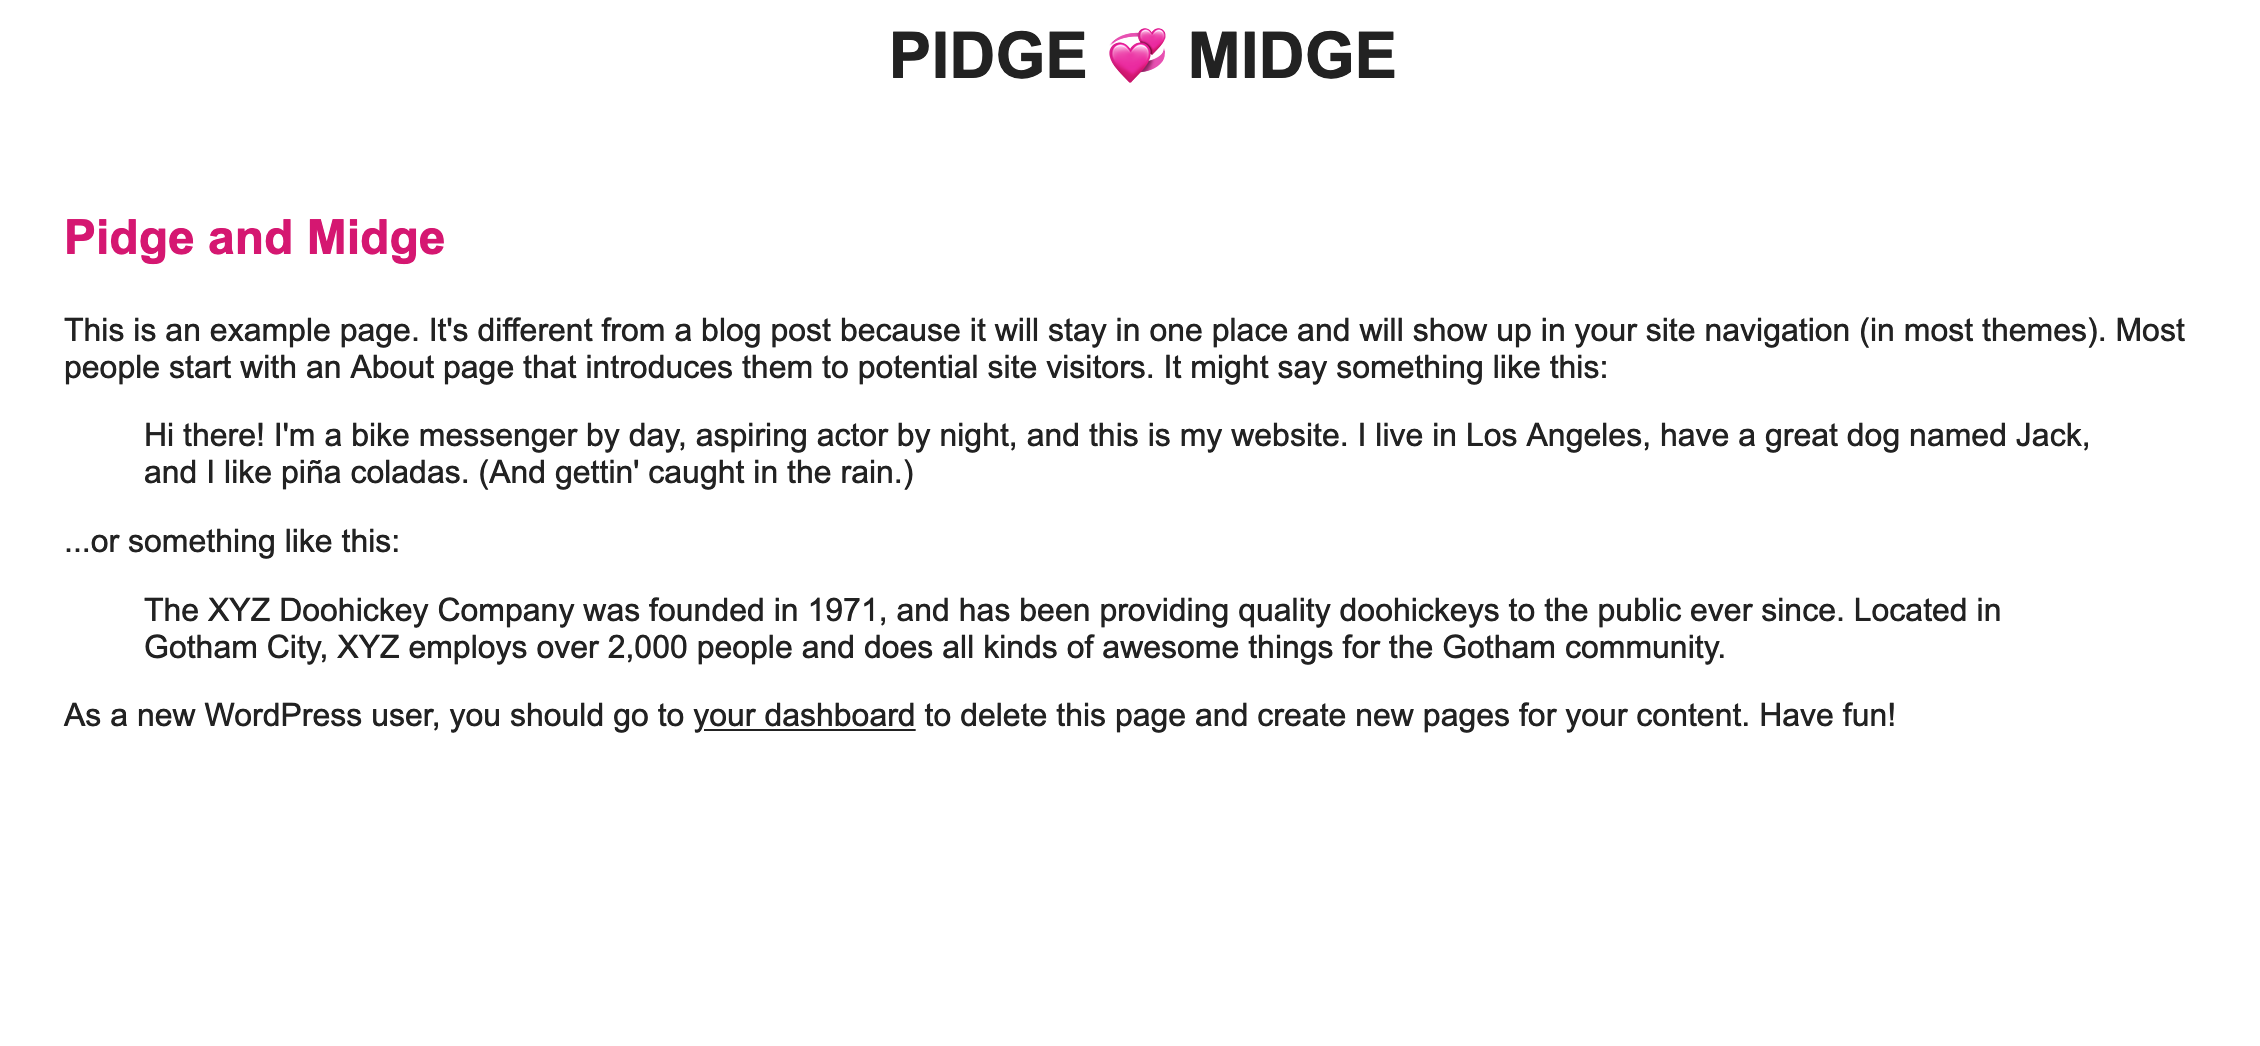 PIDGE 💞 MIDGE
Pidge and Midge
This is an example page. It's different from a blog post because it will stay in one place and will show up in your site navigation (in most themes). Most
people start with an About page that introduces them to potential site visitors. It might say something like this:
Hi there! I'm a bike messenger by day, aspiring actor by night, and this is my website. I live in Los Angeles, have a great dog named Jack,
and I like piña coladas. (And gettin' caught in the rain.)
...or something like this:
The XYZ Doohickey Company was founded in 1971, and has been providing quality doohickeys to the public ever since. Located in
Gotham City, XYZ employs over 2,000 people and does all kinds of awesome things for the Gotham community.
As a new WordPress user, you should go to your dashboard to delete this page and create new pages for your content. Have fun!